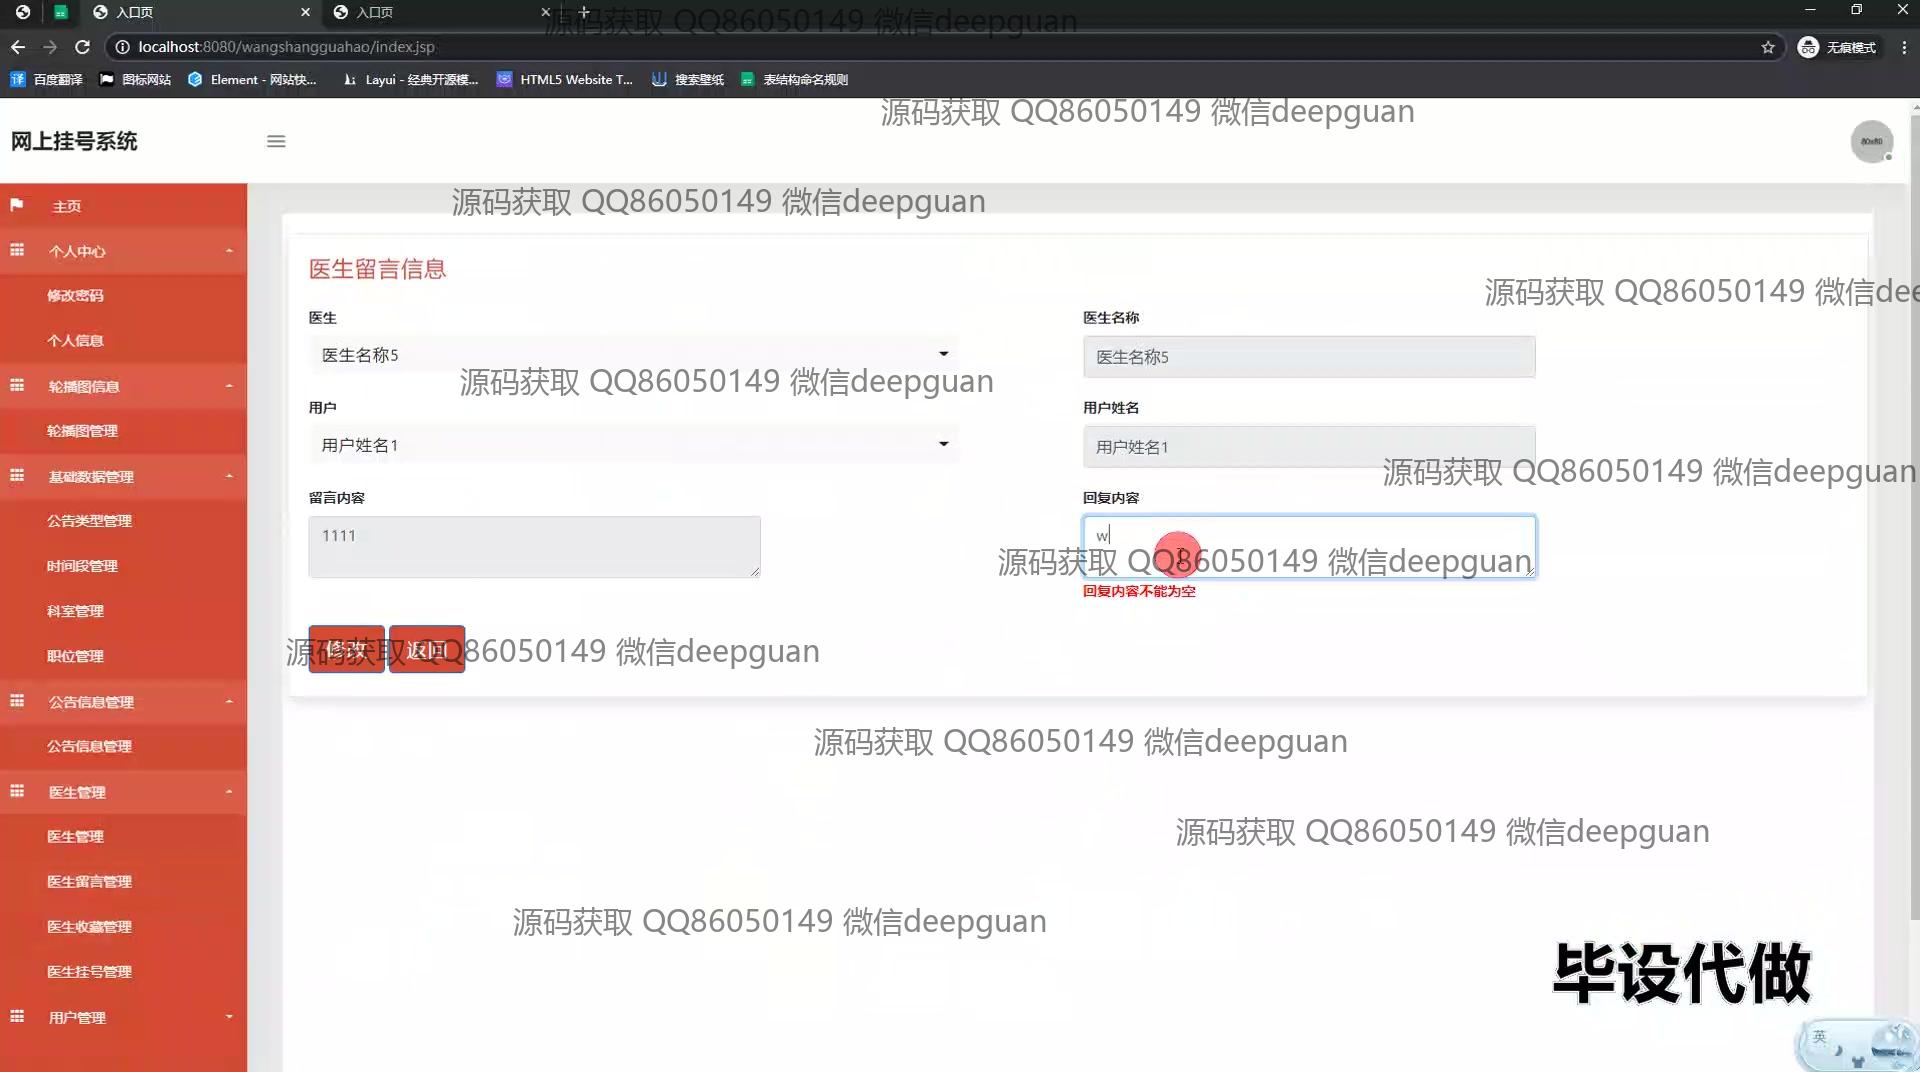 入口页
入口页
源码获取 QQ86050149 微信deepguan
localhost:8080/wangshangguahao/index.jsp
无痕模式
译 百度翻译
图标网站
Element - 网站快...
Layui - 经典开源模...
HTML5 Website T...
搜索壁纸
表结构命名规则
源码获取 QQ86050149 微信deepguan
网上挂号系统
源码获取 QQ86050149 微信deepguan
主页
个人中心
修改密码
个人信息
轮播图信息
轮播图管理
基础数据管理
公告类型管理
时间段管理
科室管理
职位管理
公告信息管理
公告信息管理
医生管理
医生管理
医生留言管理
医生收藏管理
医生挂号管理
用户管理
医生留言信息
源码获取 QQ86050149 微信dee
医生
医生名称
医生名称5
医生名称5
源码获取 QQ86050149 微信deepguan
用户
用户姓名
用户姓名1
用户姓名1
源码获取 QQ86050149 微信deepguan
留言内容
回复内容
1111
w
源码获取 QQ86050149 微信deepguan
回复内容不能为空
修改
返回
源码获取 QQ86050149 微信deepguan
源码获取 QQ86050149 微信deepguan
源码获取 QQ86050149 微信deepguan
源码获取 QQ86050149 微信deepguan
毕设代做
英